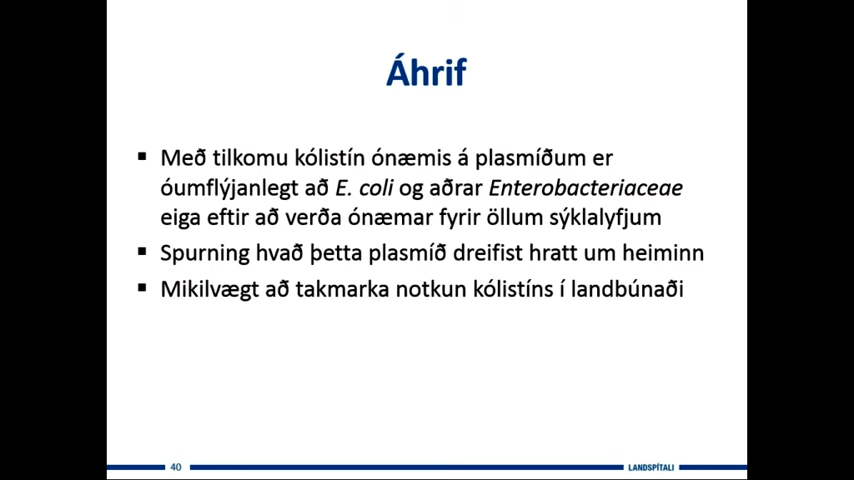 Áhrif
▪ Með tilkomu kólistín ónæmis á plasmíðum er
óumflýjanlegt að E. coli og aðrar Enterobacteriaceae
eiga eftir að verða ónæmar fyrir öllum sýklalyfjum
▪ Spurning hvað þetta plasmíð dreifist hratt um heiminn
▪ Mikilvægt að takmarka notkun kólistíns í landbúnaði
40
LANDSPÍTALI